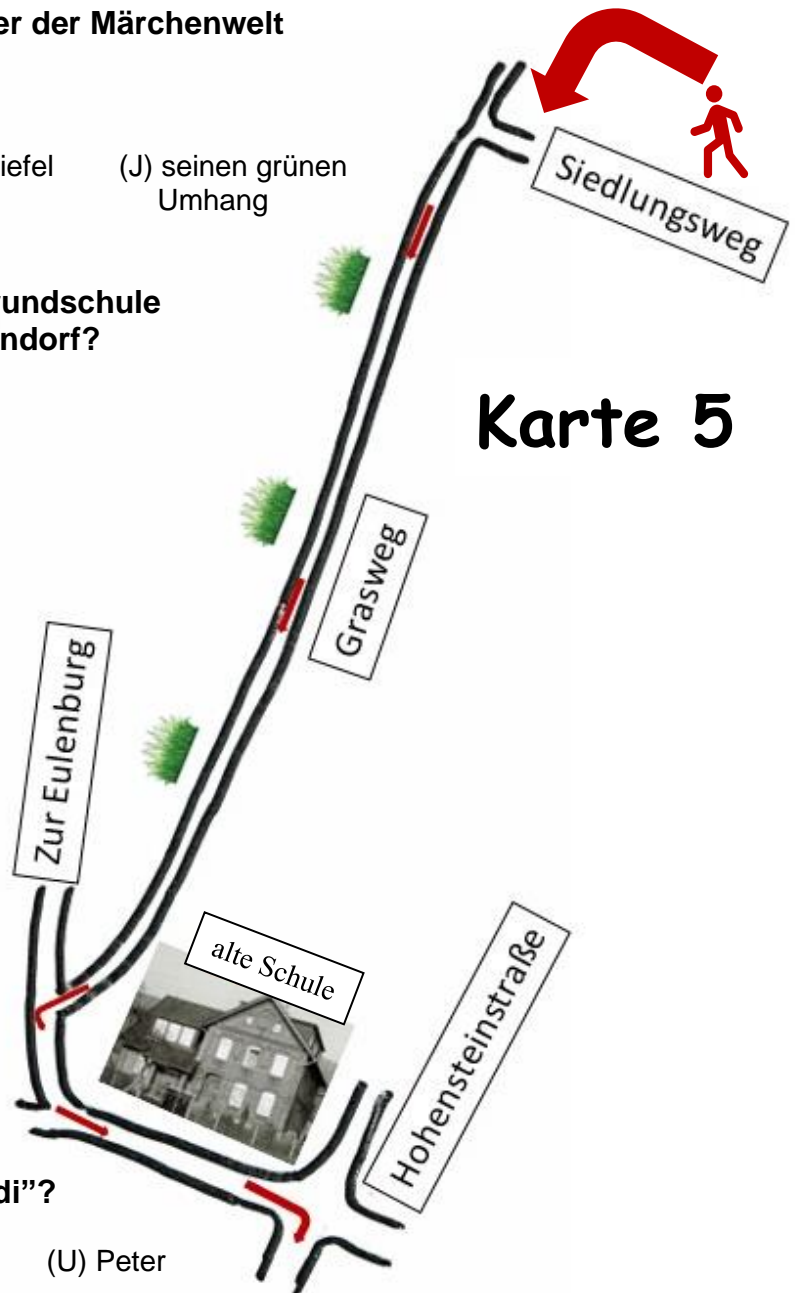 er der Märchenwelt
iefel (J) seinen grünen
Umhang
Siedlungsweg
undschule
ndorf?
Karte 5
Grasweg
Zur Eulenburg
alte Schule
Hohensteinstraße
di”?
(U) Peter